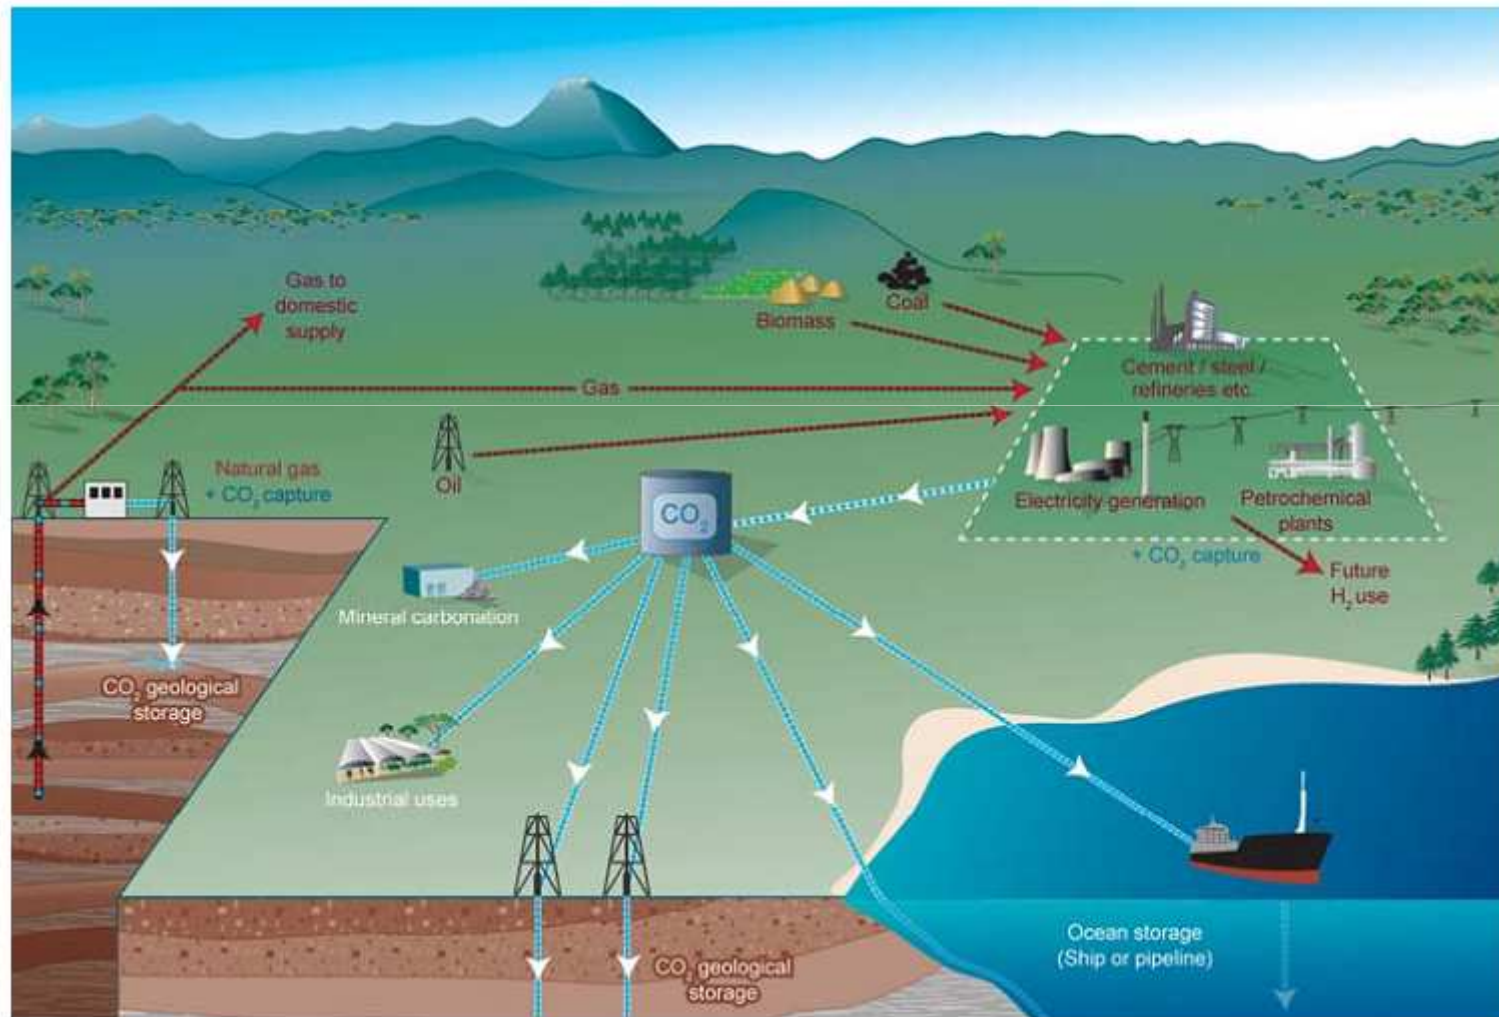 Gas to
domestic
supply
Coal
Biomass
Cement / steel /
refineries etc.
Gas
Natural gas
+ CO₂ capture
Oil
CO₂
Electricity generation
Petrochemical
plants
+ CO₂ capture
Future
H₂ use
Mineral carbonation
CO₂ geological
storage
Industrial uses
Ocean storage
(Ship or pipeline)
CO₂ geological
storage